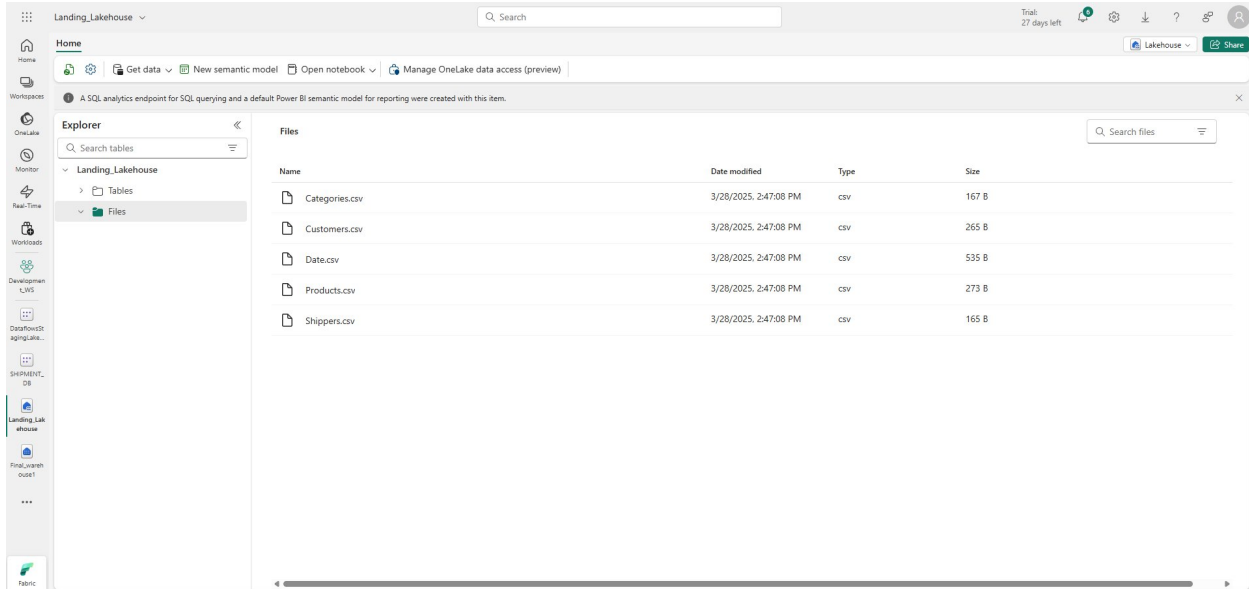 Landing_Lakehouse
Search
Trial:
27 days left
6
Home
Lakehouse
Share
Get data
New semantic model
Open notebook
Manage OneLake data access (preview)
A SQL analytics endpoint for SQL querying and a default Power BI semantic model for reporting were created with this item.
Home
Workspaces
OneLake
Monitor
Real-Time
Workloads
Developmen
t_WS
DataflowsSt
agingLake...
SHIPMENT_
DB
Landing_Lak
ehouse
Final_wareh
ouse1
Fabric
Explorer
Search tables
Landing_Lakehouse
Tables
Files
Files
Search files
Name Date modified Type Size
Categories.csv 3/28/2025, 2:47:08 PM csv 167 B
Customers.csv 3/28/2025, 2:47:08 PM csv 265 B
Date.csv 3/28/2025, 2:47:08 PM csv 535 B
Products.csv 3/28/2025, 2:47:08 PM csv 273 B
Shippers.csv 3/28/2025, 2:47:08 PM csv 165 B